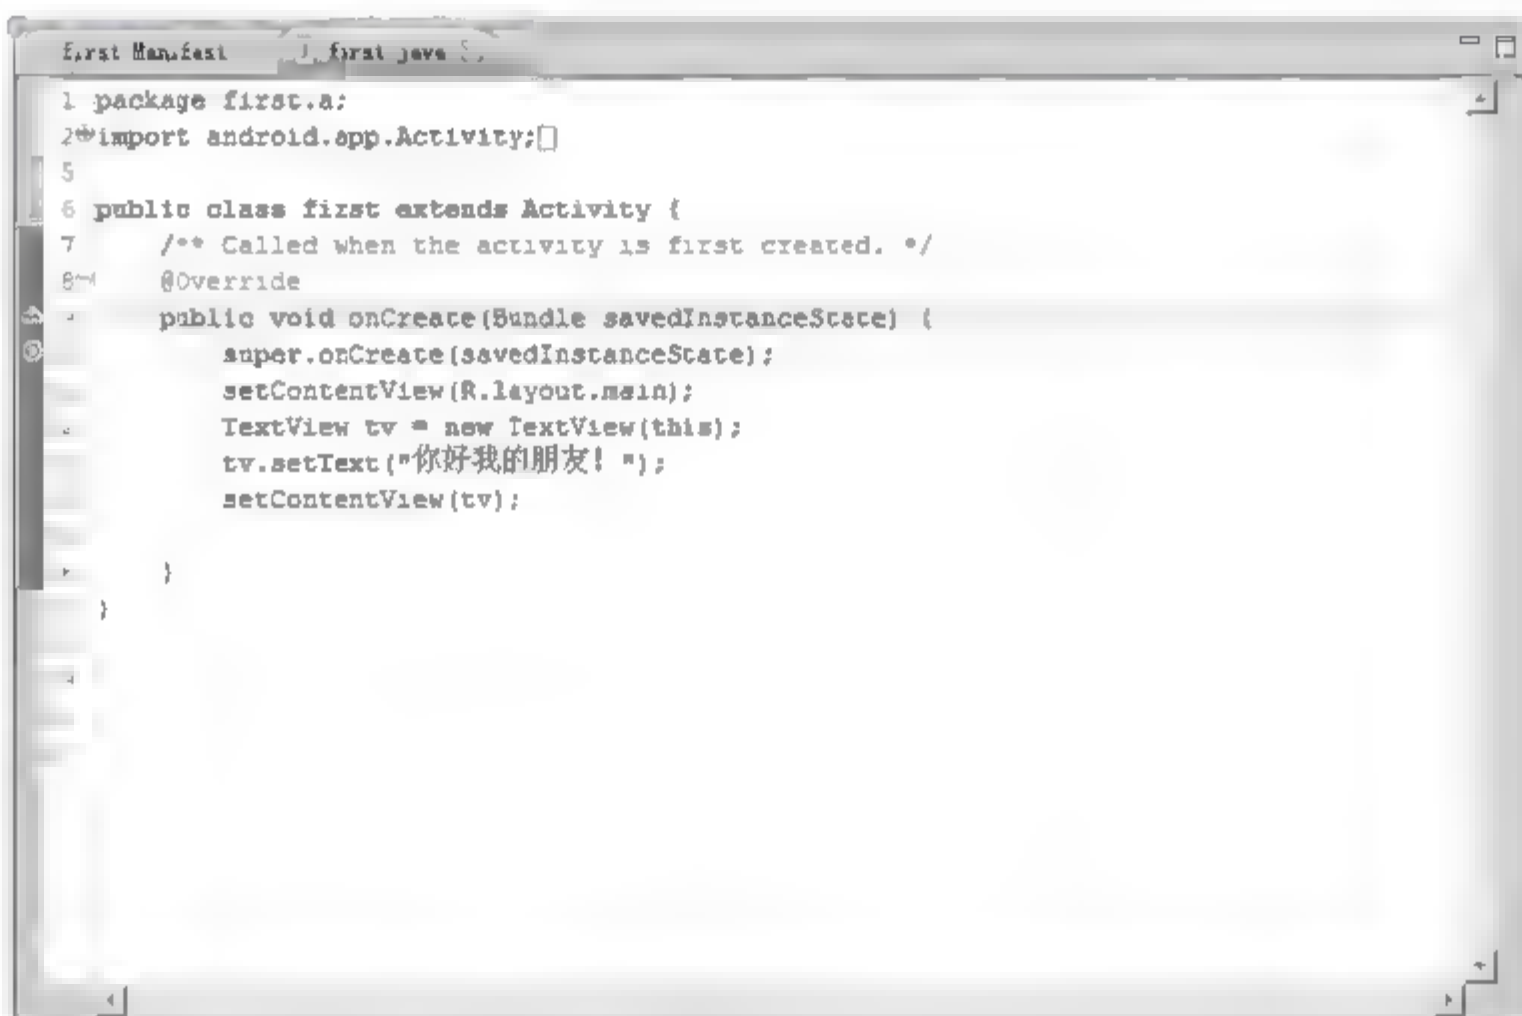 first Manifest first.java
1 package first.a;
2 import android.app.Activity;
5
6 public class first extends Activity {
7 /** Called when the activity is first created. */
8 @Override
public void onCreate(Bundle savedInstanceState) {
super.onCreate(savedInstanceState);
setContentView(R.layout.main);
TextView tv = new TextView(this);
tv.setText("你好我的朋友! ");
setContentView(tv);
}
}